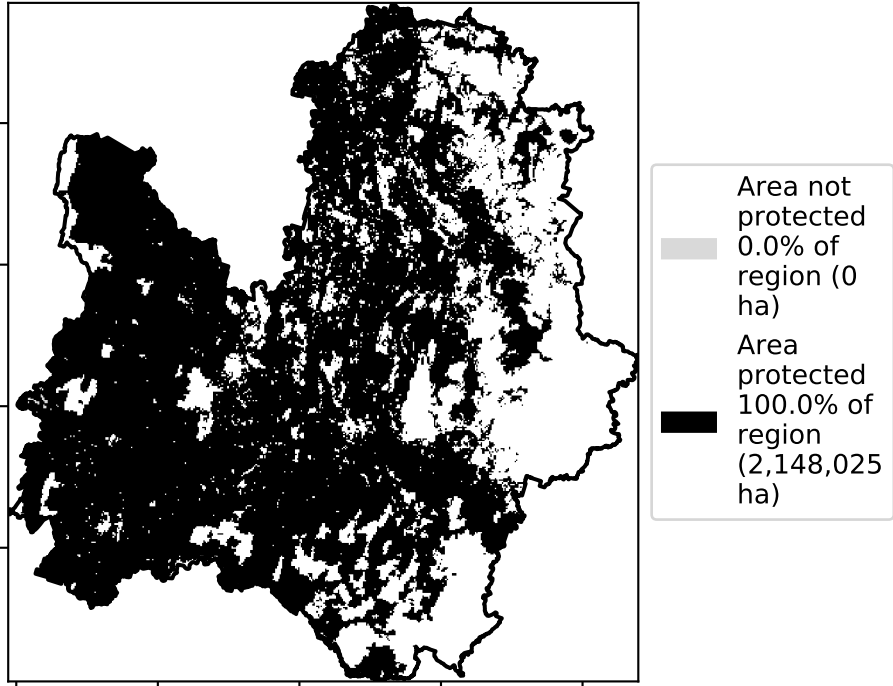 Area not
protected
0.0% of
region (0
ha)
Area
protected
100.0% of
region
(2,148,025
ha)